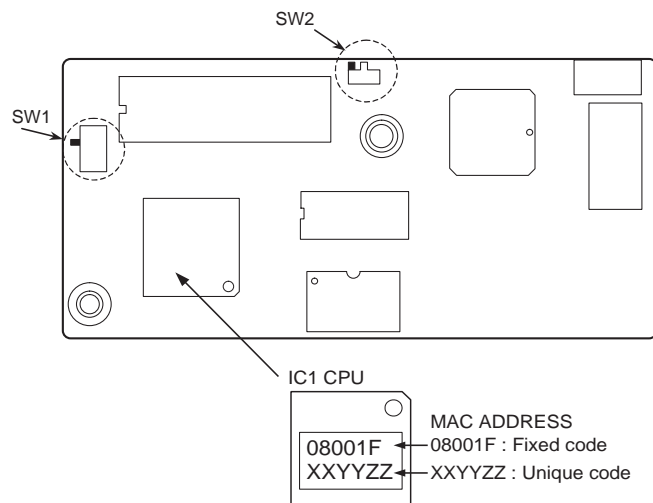 SW2
SW1
IC1 CPU
08001F
XXYYZZ
MAC ADDRESS
08001F : Fixed code
XXYYZZ : Unique code